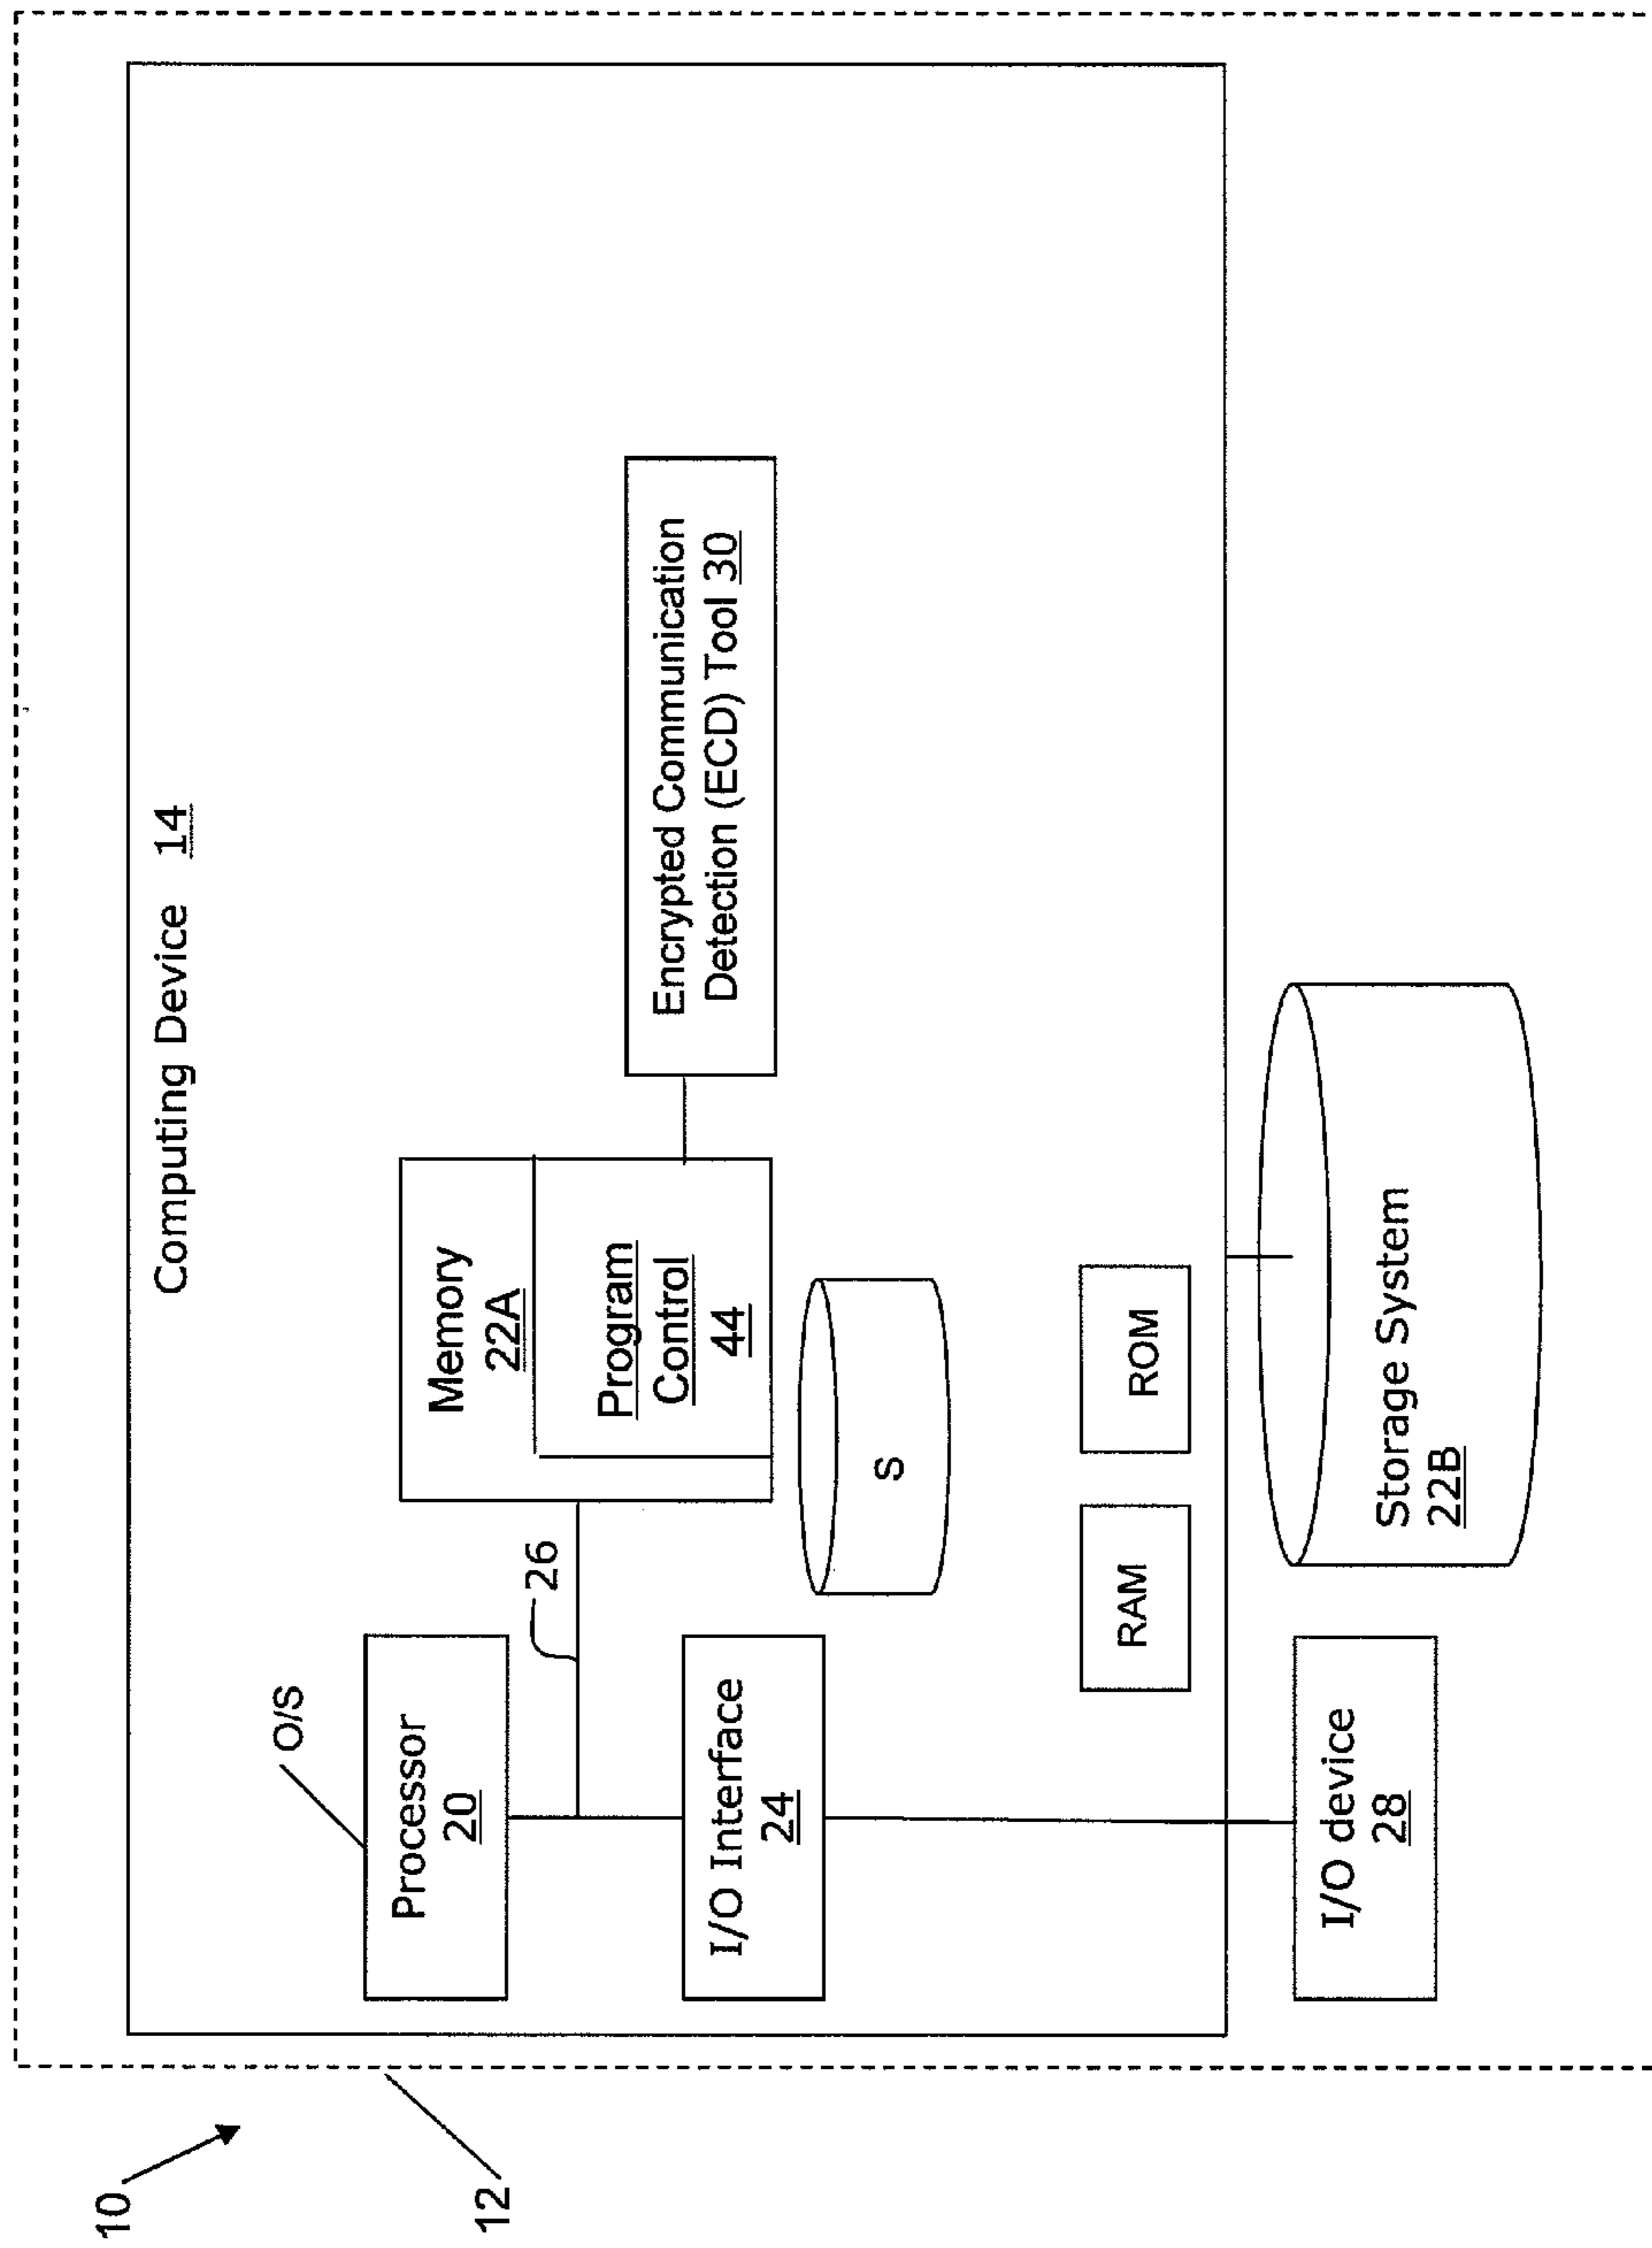 10
12
Computing Device 14
O/S
Processor
20
26
Memory
22A
Program
Control
44
Encrypted Communication
Detection (ECD) Tool 30
I/O Interface
24
S
RAM
ROM
I/O device
28
Storage System
22B